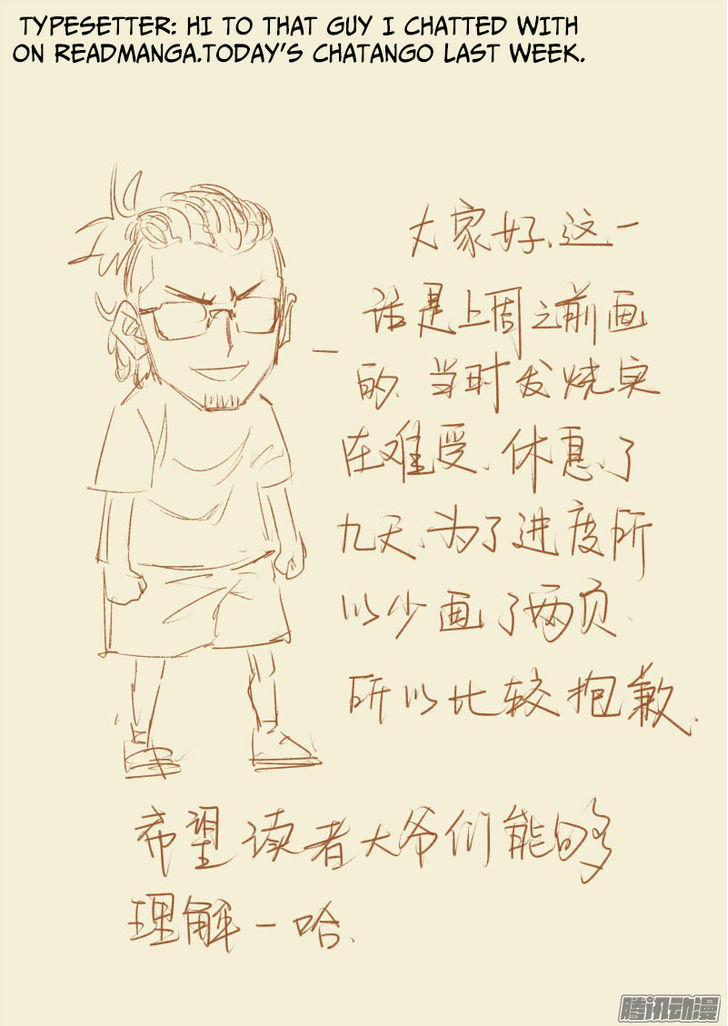 TYPESETTER: HI TO THAT GUY I CHATTED WITH
ON READMANGA.TODAY'S CHATANGO LAST WEEK.
大家好、这一
话是上周之前画
的、当时发烧实
在难受、休息了
九天、为了进度所
以少画了两页、
所以比较抱歉、
希望读者大爷们能够
理解一哈、
腾讯动漫